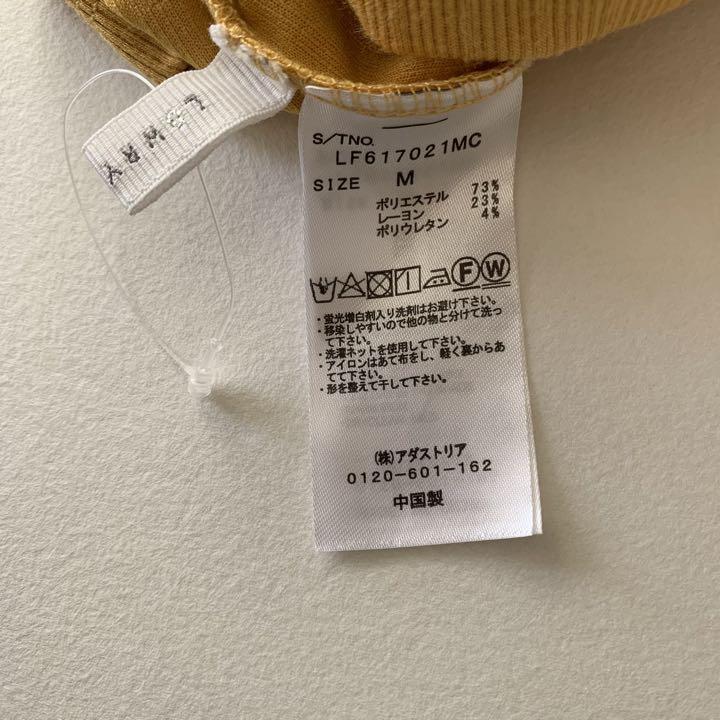 LOWRY
S/TNO.
LF617021MC
SIZE M
ポリエステル 73%
レーヨン 23%
ポリウレタン 4%
F W
・蛍光増白剤入り洗剤はお避け下さい。
・移染しやすいので他の物と分けて洗っ
て下さい。
・洗濯ネットを使用して下さい。
・アイロンはあて布をし、軽く裏からあ
てて下さい。
・形を整えて干して下さい。
(株)アダストリア
0120-601-162
中国製